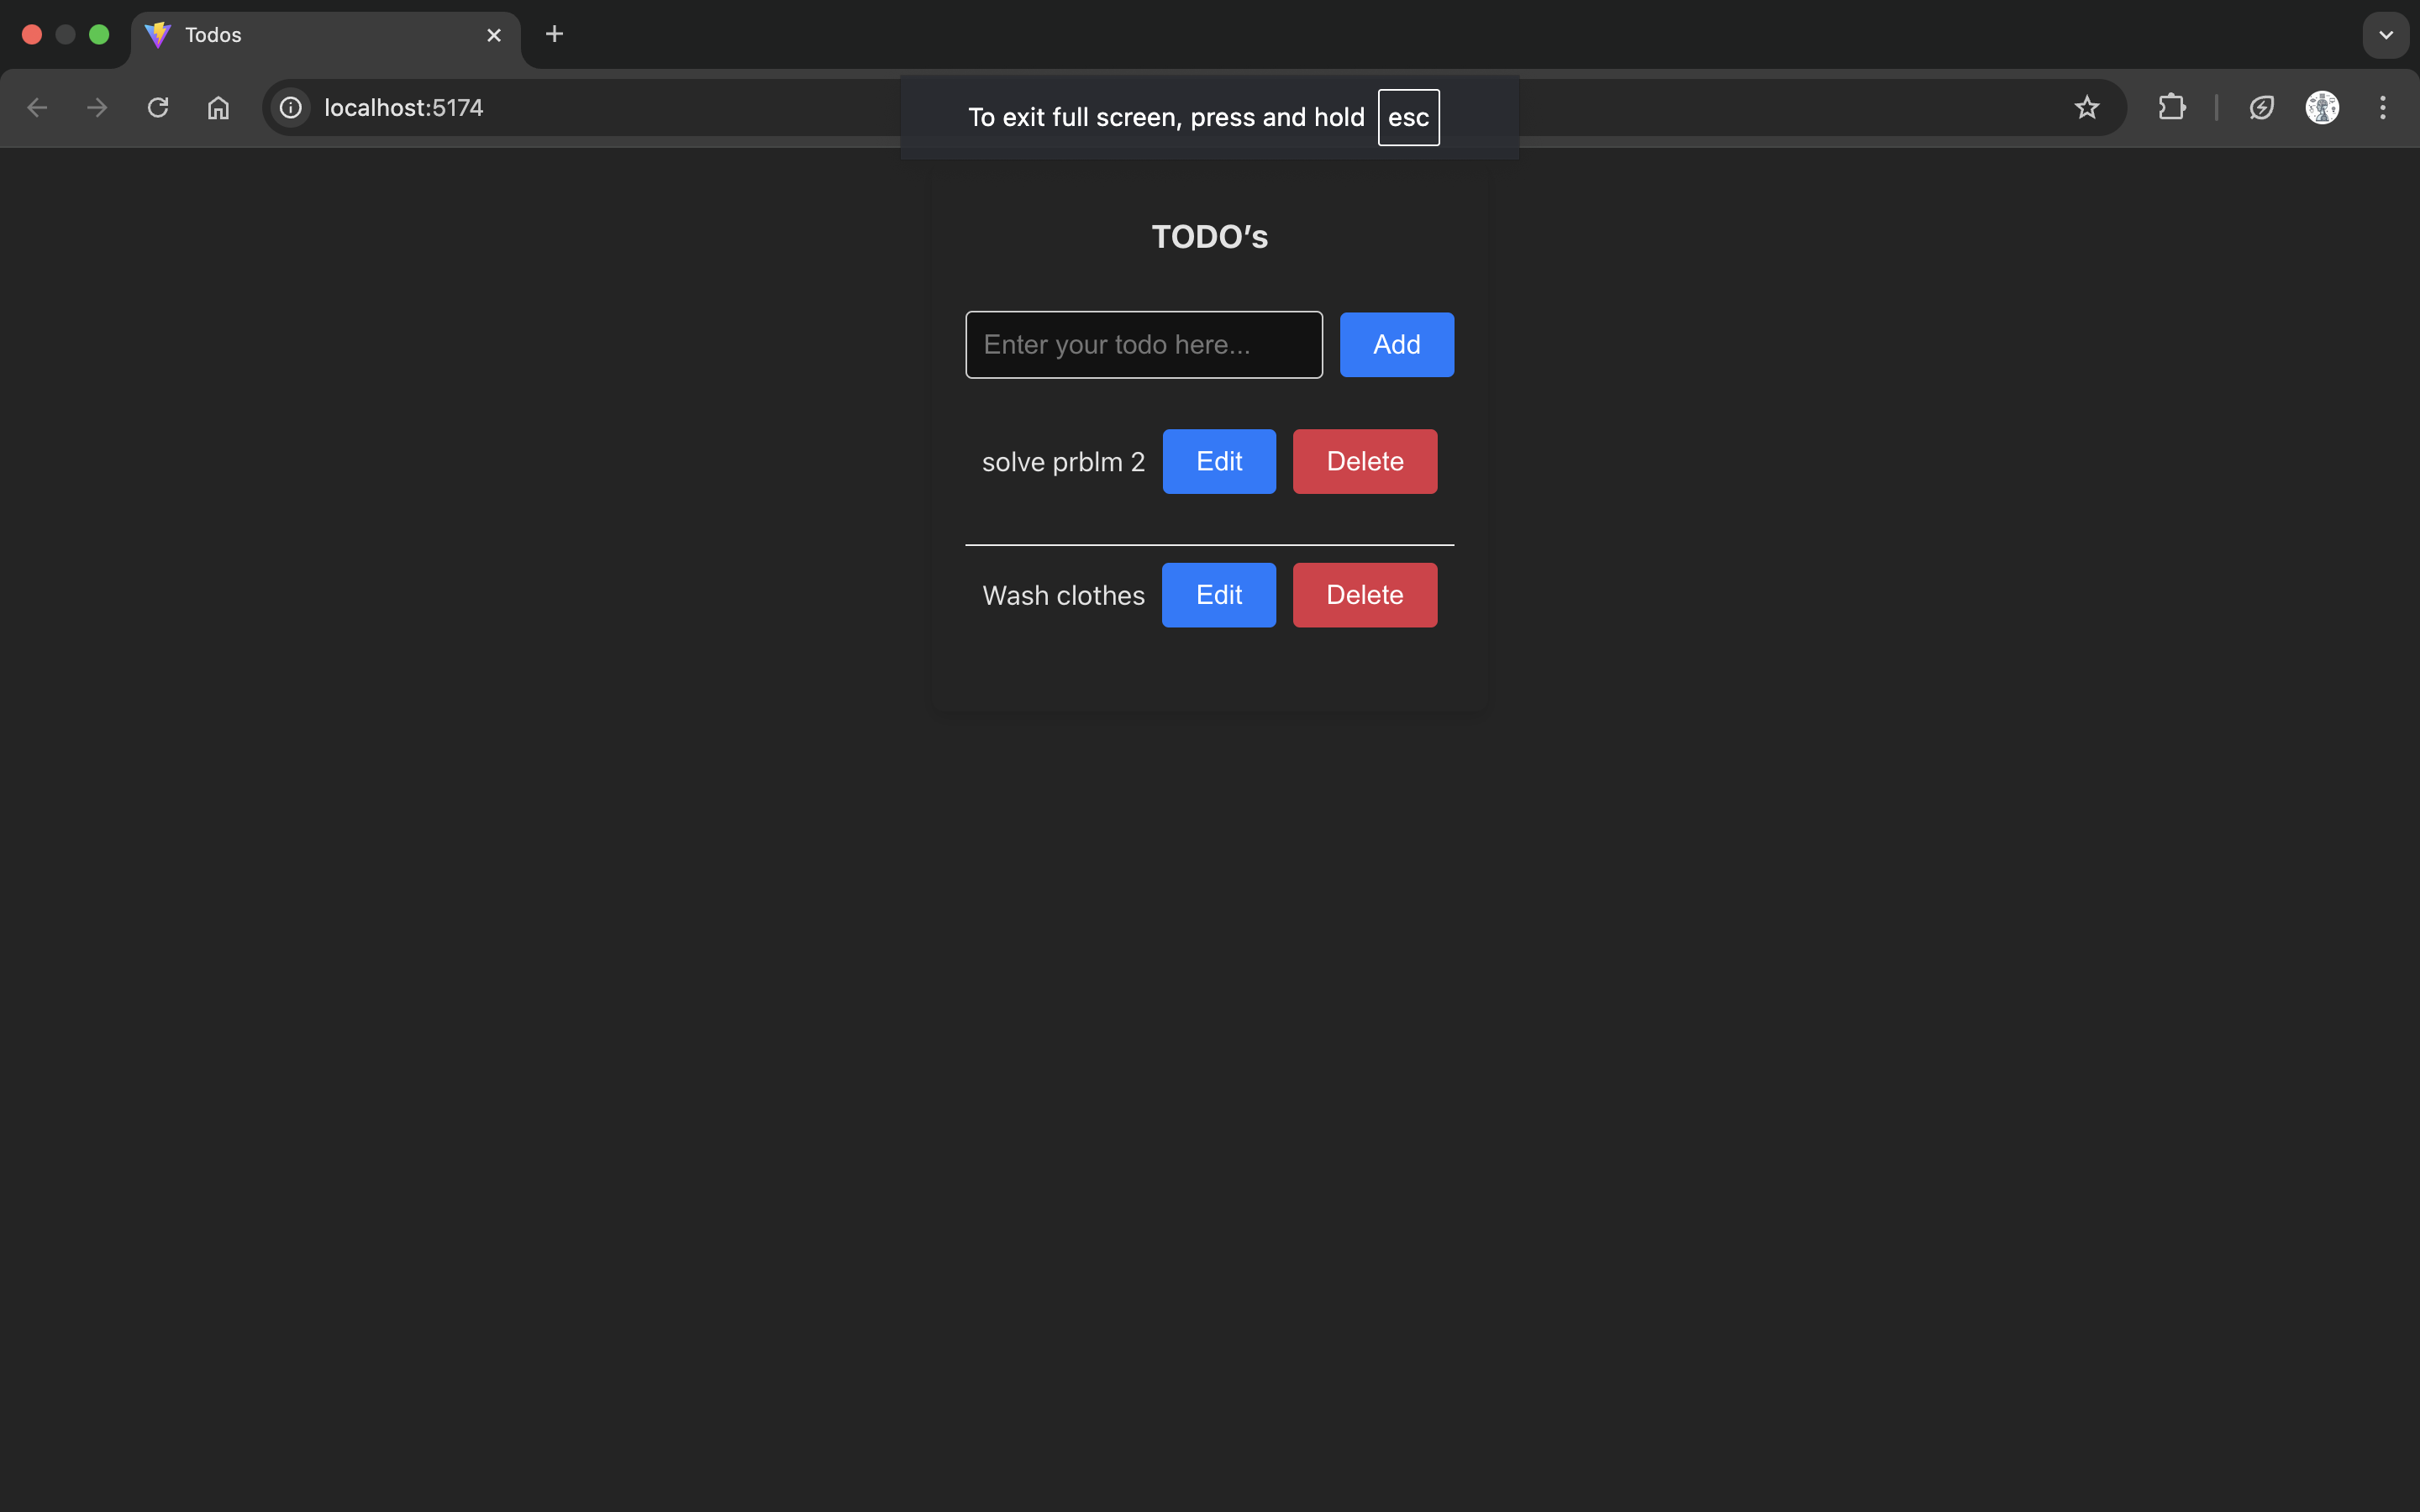 Todos
localhost:5174
To exit full screen, press and hold esc
TODO's
Enter your todo here... Add
solve prblm 2 Edit Delete
Wash clothes Edit Delete